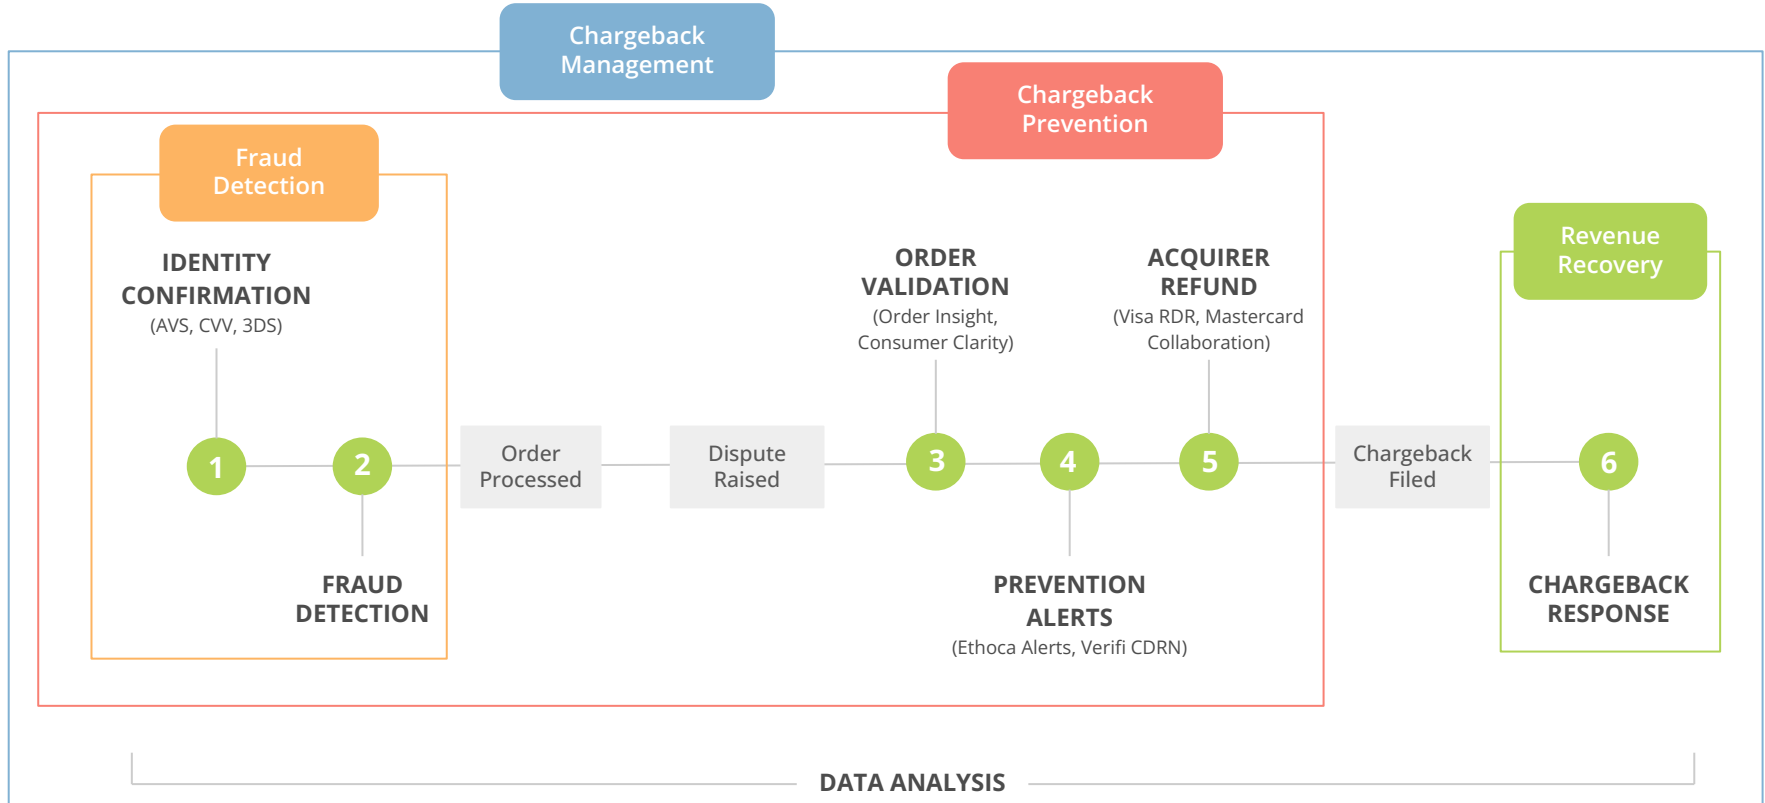 Chargeback
Management
Chargeback
Prevention
Fraud
Detection
Revenue
Recovery
IDENTITY
CONFIRMATION
(AVS, CVV, 3DS)
ORDER
VALIDATION
(Order Insight,
Consumer Clarity)
ACQUIRER
REFUND
(Visa RDR, Mastercard
Collaboration)
1
2
Order
Processed
Dispute
Raised
3
4
5
Chargeback
Filed
6
FRAUD
DETECTION
PREVENTION
ALERTS
(Ethoca Alerts, Verifi CDRN)
CHARGEBACK
RESPONSE
DATA ANALYSIS